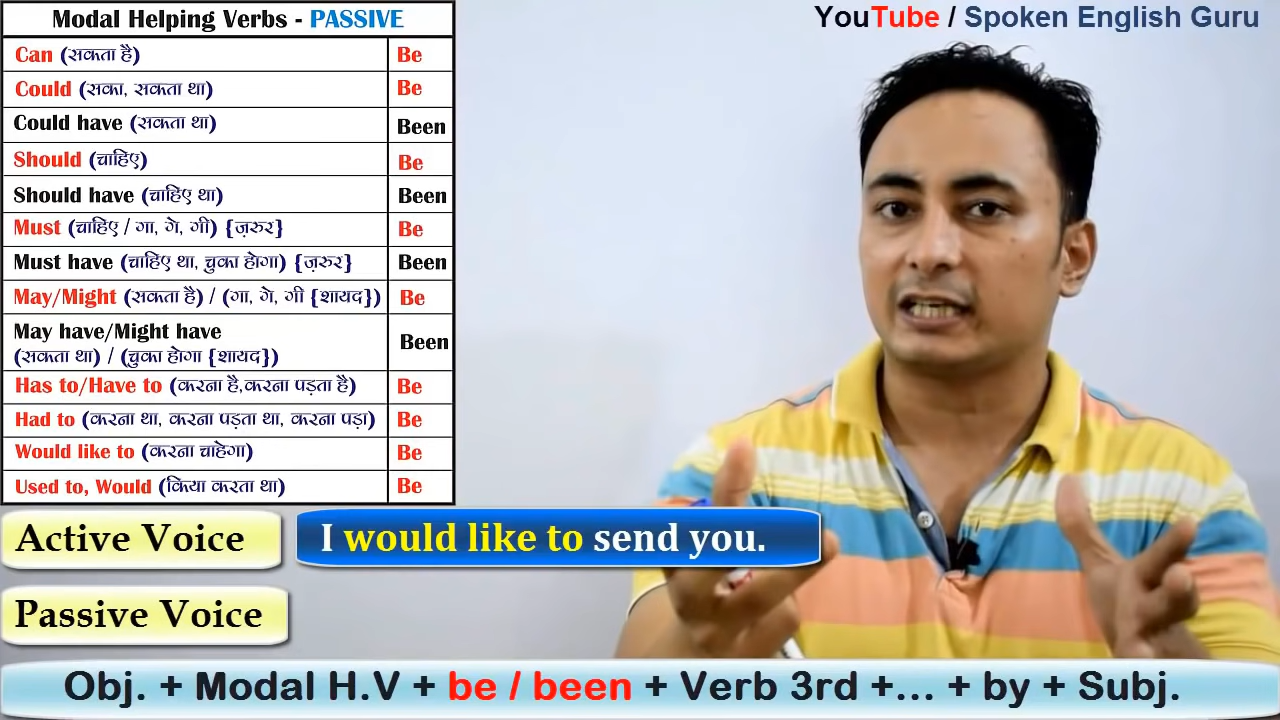 Modal Helping Verbs - PASSIVE
YouTube / Spoken English Guru
Can (सकता है) Be
Could (सका, सकता था) Be
Could have (सकता था) Been
Should (चाहिए) Be
Should have (चाहिए था) Been
Must (चाहिए / गा, गे, गी) {ज़रुर} Be
Must have (चाहिए था, चुका होगा) {ज़रुर} Been
May/Might (सकता है) / (गा, गे, गी {शायद}) Be
May have/Might have
(सकता था) / (चुका होगा {शायद}) Been
Has to/Have to (करना है,करना पड़ता है) Be
Had to (करना था, करना पड़ता था, करना पड़ा) Be
Would like to (करना चाहेगा) Be
Used to, Would (किया करता था) Be
Active Voice I would like to send you.
Passive Voice
Obj. + Modal H.V + be / been + Verb 3rd +... + by + Subj.